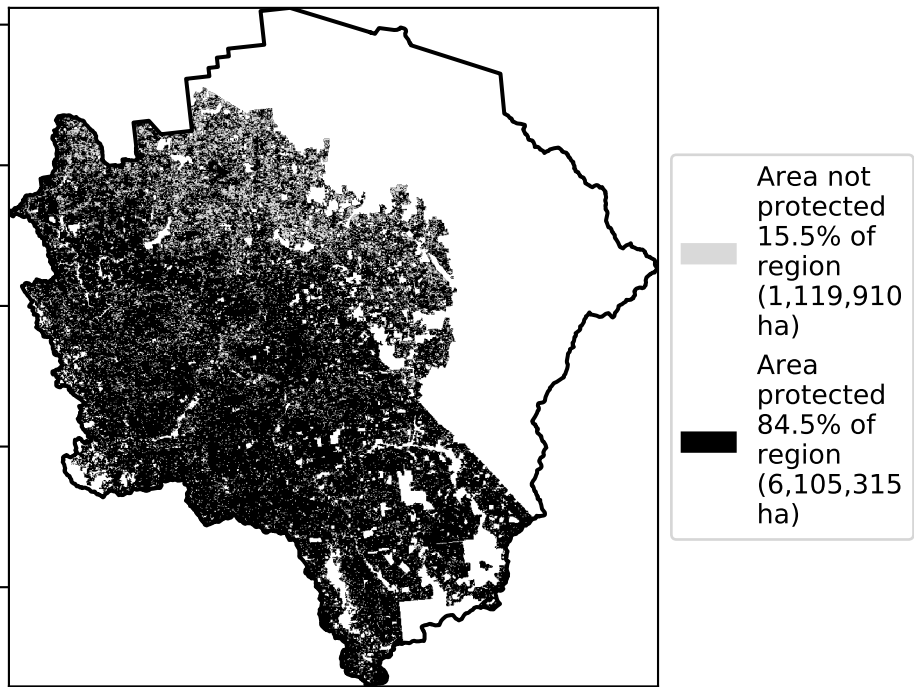 Area not
protected
15.5% of
region
(1,119,910
ha)
Area
protected
84.5% of
region
(6,105,315
ha)